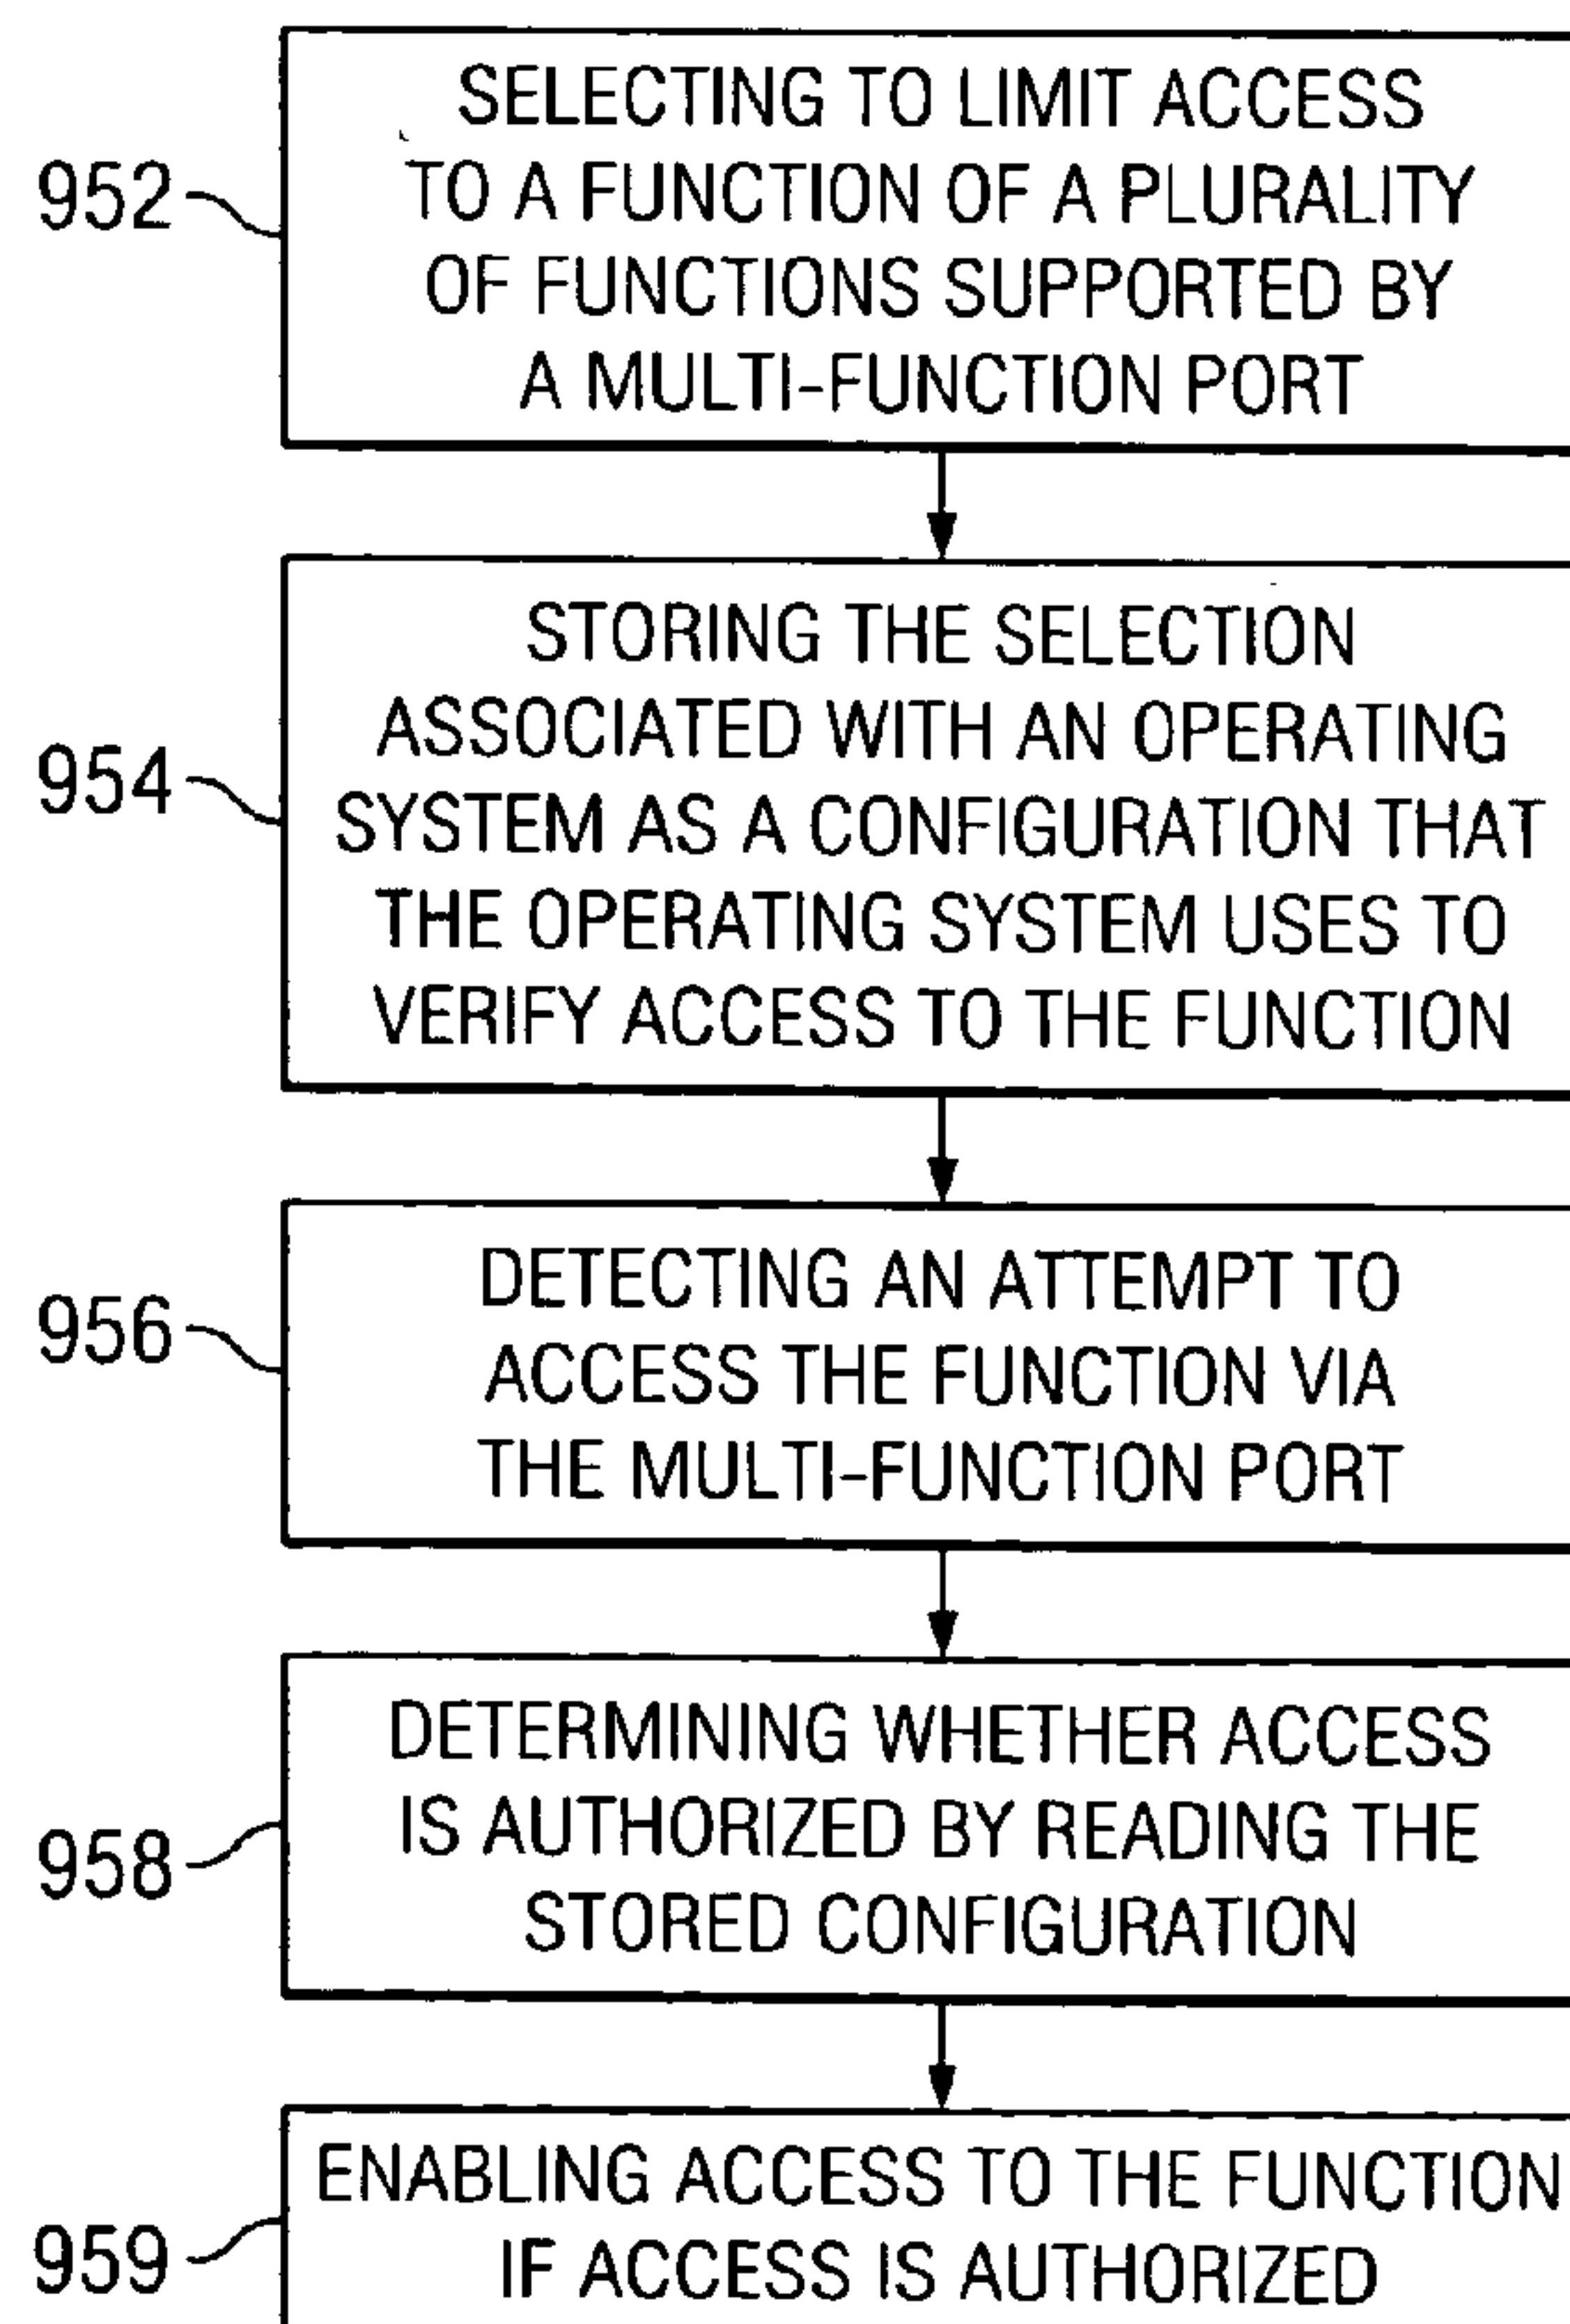 952
SELECTING TO LIMIT ACCESS
TO A FUNCTION OF A PLURALITY
OF FUNCTIONS SUPPORTED BY
A MULTI-FUNCTION PORT
954
STORING THE SELECTION
ASSOCIATED WITH AN OPERATING
SYSTEM AS A CONFIGURATION THAT
THE OPERATING SYSTEM USES TO
VERIFY ACCESS TO THE FUNCTION
956
DETECTING AN ATTEMPT TO
ACCESS THE FUNCTION VIA
THE MULTI-FUNCTION PORT
958
DETERMINING WHETHER ACCESS
IS AUTHORIZED BY READING THE
STORED CONFIGURATION
959
ENABLING ACCESS TO THE FUNCTION
IF ACCESS IS AUTHORIZED